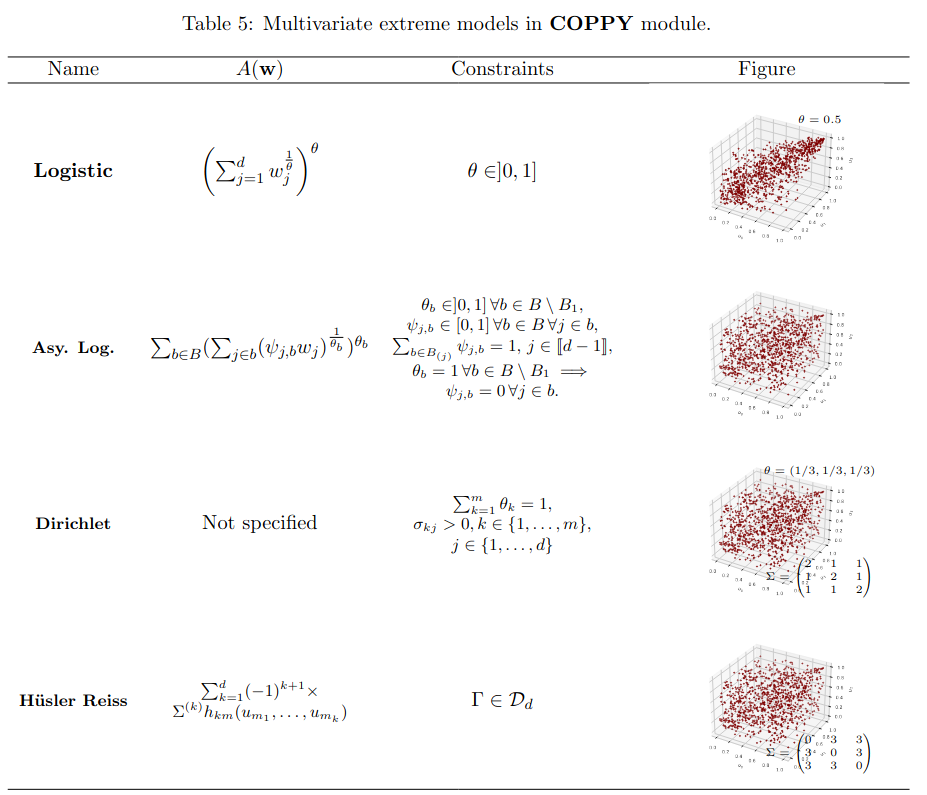 Table 5: Multivariate extreme models in COPPY module.
Name A(w) Constraints Figure
Logistic (∑_{j=1}^{d} w_j^{1/θ})^θ θ ∈]0, 1] θ = 0.5
Asy. Log. ∑_{b∈B}(∑_{j∈b}(ψ_{j,b}w_j)^{1/θ_b})^{θ_b}
θ_b ∈]0, 1] ∀b ∈ B \ B_1,
ψ_{j,b} ∈ [0, 1] ∀b ∈ B ∀j ∈ b,
∑_{b∈B_{(j)}} ψ_{j,b} = 1, j ∈ ⟦d − 1⟧,
θ_b = 1 ∀b ∈ B \ B_1 ⟹
ψ_{j,b} = 0 ∀j ∈ b.
Dirichlet Not specified
∑_{k=1}^{m} θ_k = 1,
σ_{kj} > 0, k ∈ {1, . . . , m},
j ∈ {1, . . . , d}
θ = (1/3, 1/3, 1/3)
Σ = (2 1 1
1 2 1
1 1 2)
Hüsler Reiss
∑_{k=1}^{d}(−1)^{k+1}×
Σ^{(k)}h_{km}(u_{m_1}, . . . , u_{m_k})
Γ ∈ 𝒟_d
Σ = (0 3 3
3 0 3
3 3 0)